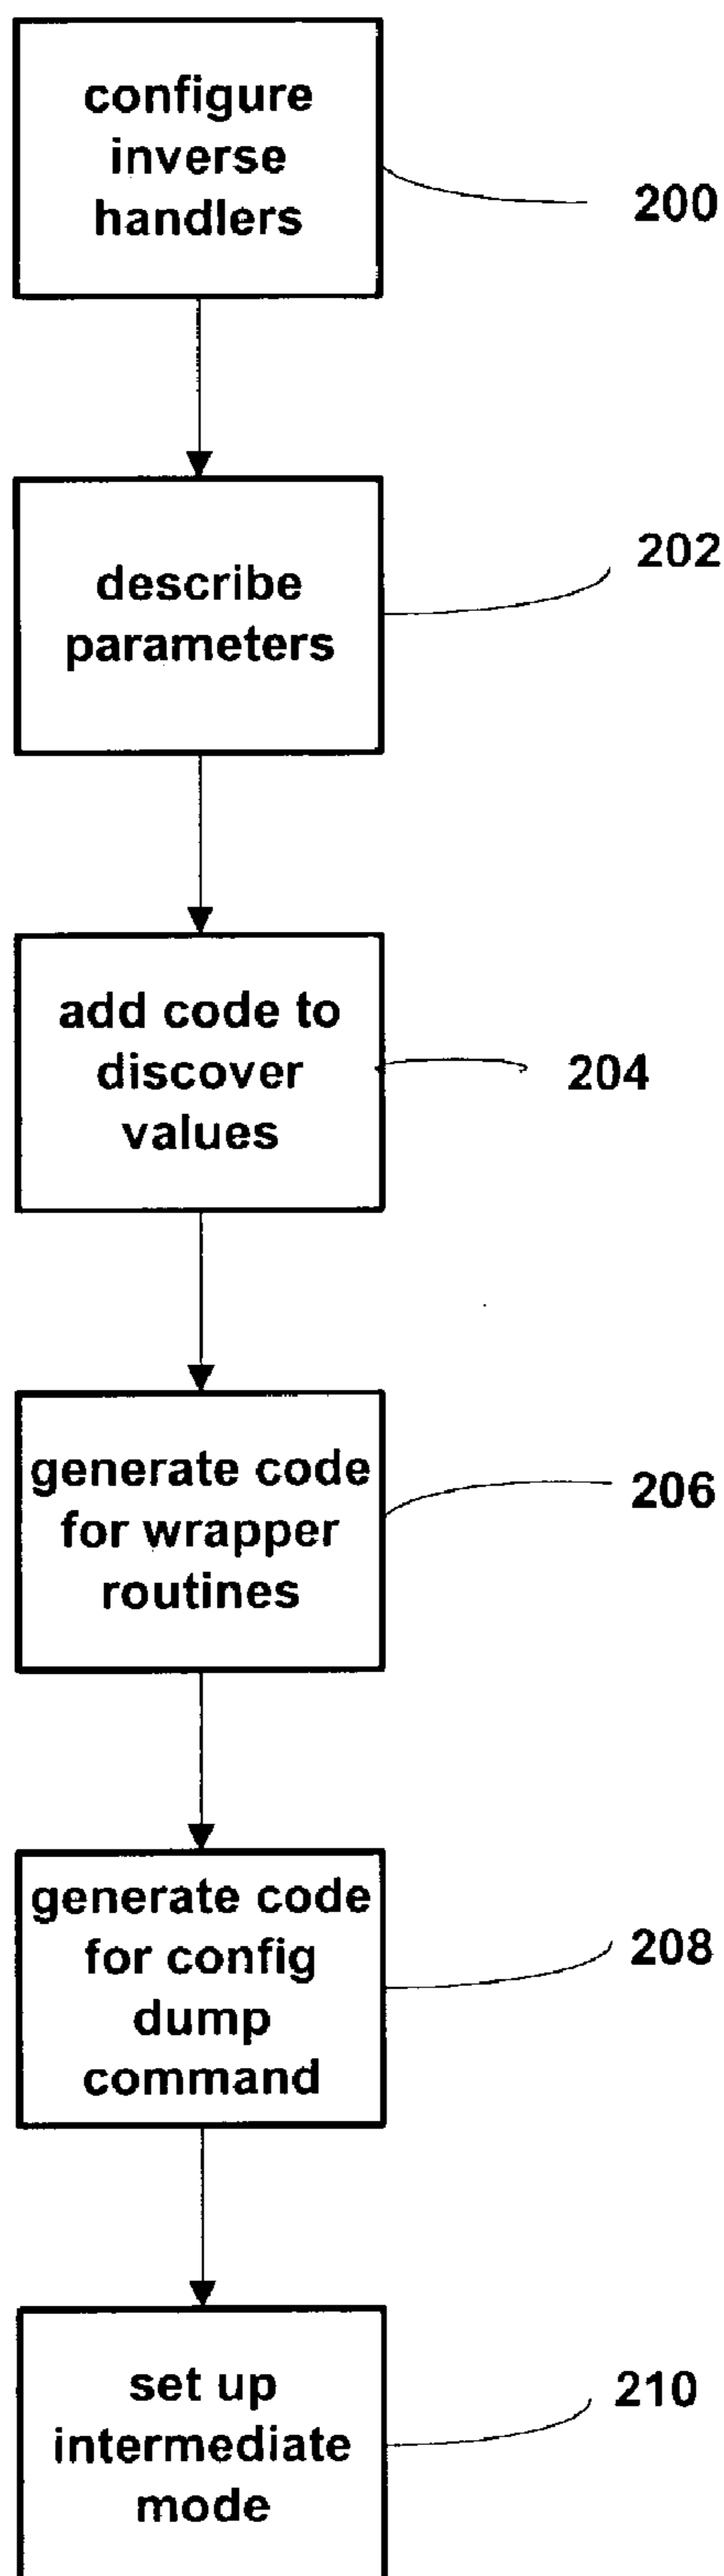 configure
inverse
handlers
200
describe
parameters
202
add code to
discover
values
204
generate code
for wrapper
routines
206
generate code
for config
dump
command
208
set up
intermediate
mode
210